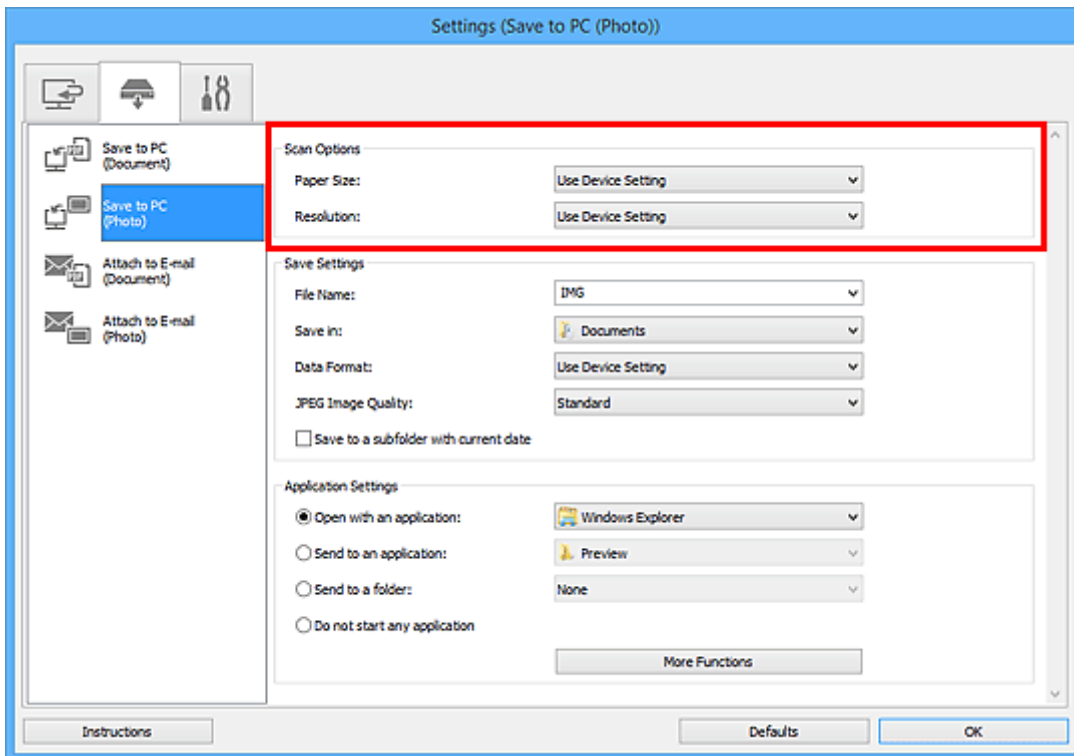 Settings (Save to PC (Photo))
Save to PC
(Document)
Save to PC
(Photo)
Attach to E-mail
(Document)
Attach to E-mail
(Photo)
Scan Options
Paper Size: Use Device Setting
Resolution: Use Device Setting
Save Settings
File Name: IMG
Save in: Documents
Data Format: Use Device Setting
JPEG Image Quality: Standard
Save to a subfolder with current date
Application Settings
Open with an application: Windows Explorer
Send to an application: Preview
Send to a folder: None
Do not start any application
More Functions
Instructions Defaults OK